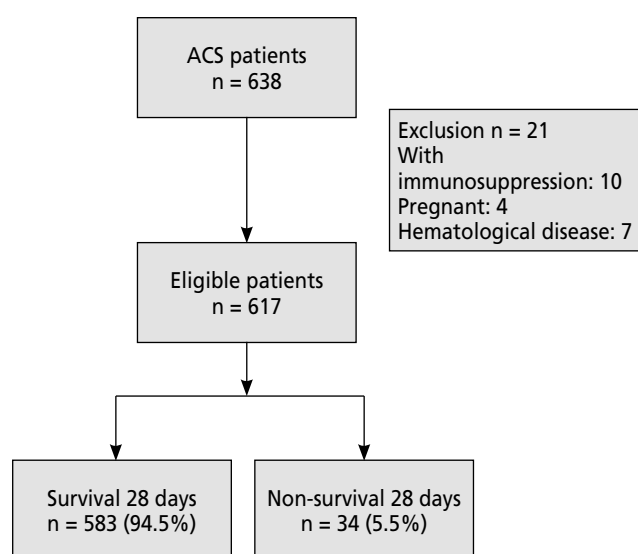 ACS patients
n = 638
Exclusion n = 21
With
immunosuppression: 10
Pregnant: 4
Hematological disease: 7
Eligible patients
n = 617
Survival 28 days
n = 583 (94.5%)
Non-survival 28 days
n = 34 (5.5%)